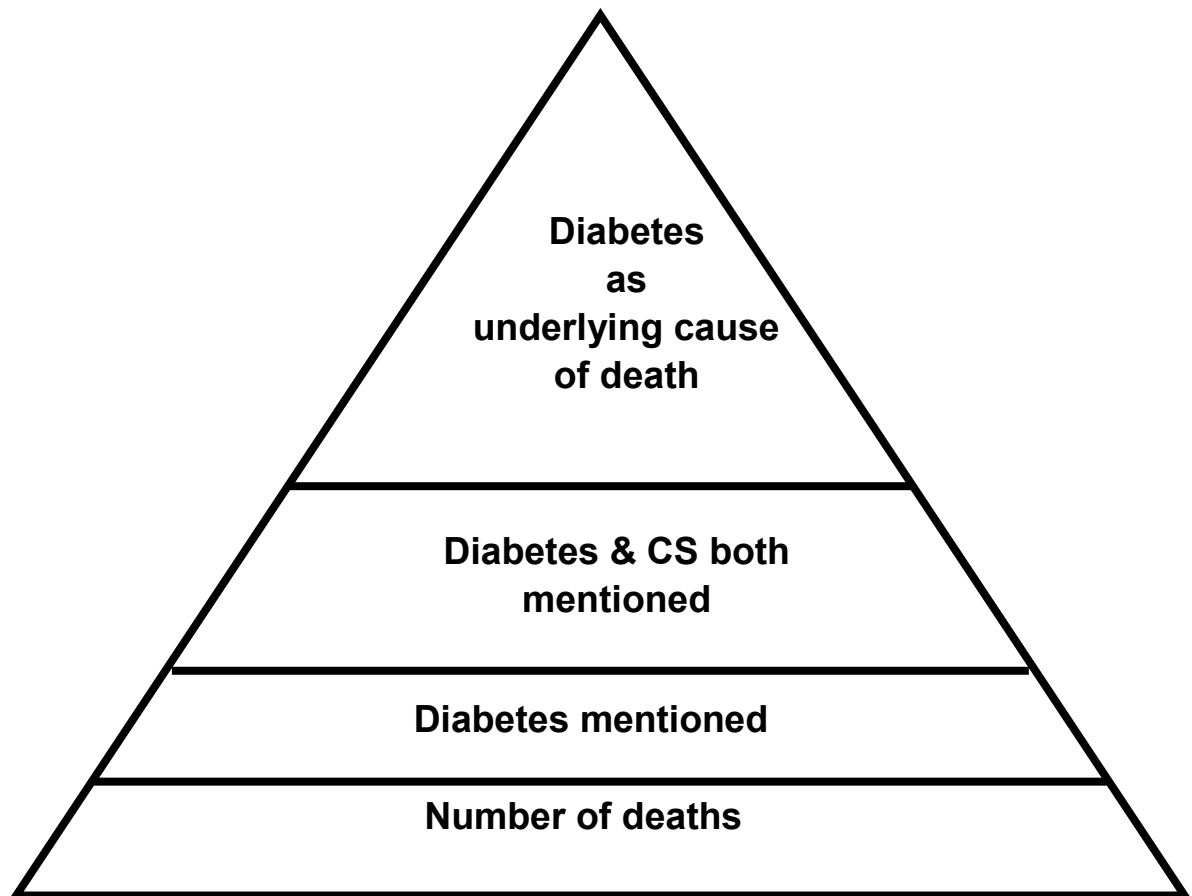 Diabetes
as
underlying cause
of death
Diabetes & CS both
mentioned
Diabetes mentioned
Number of deaths